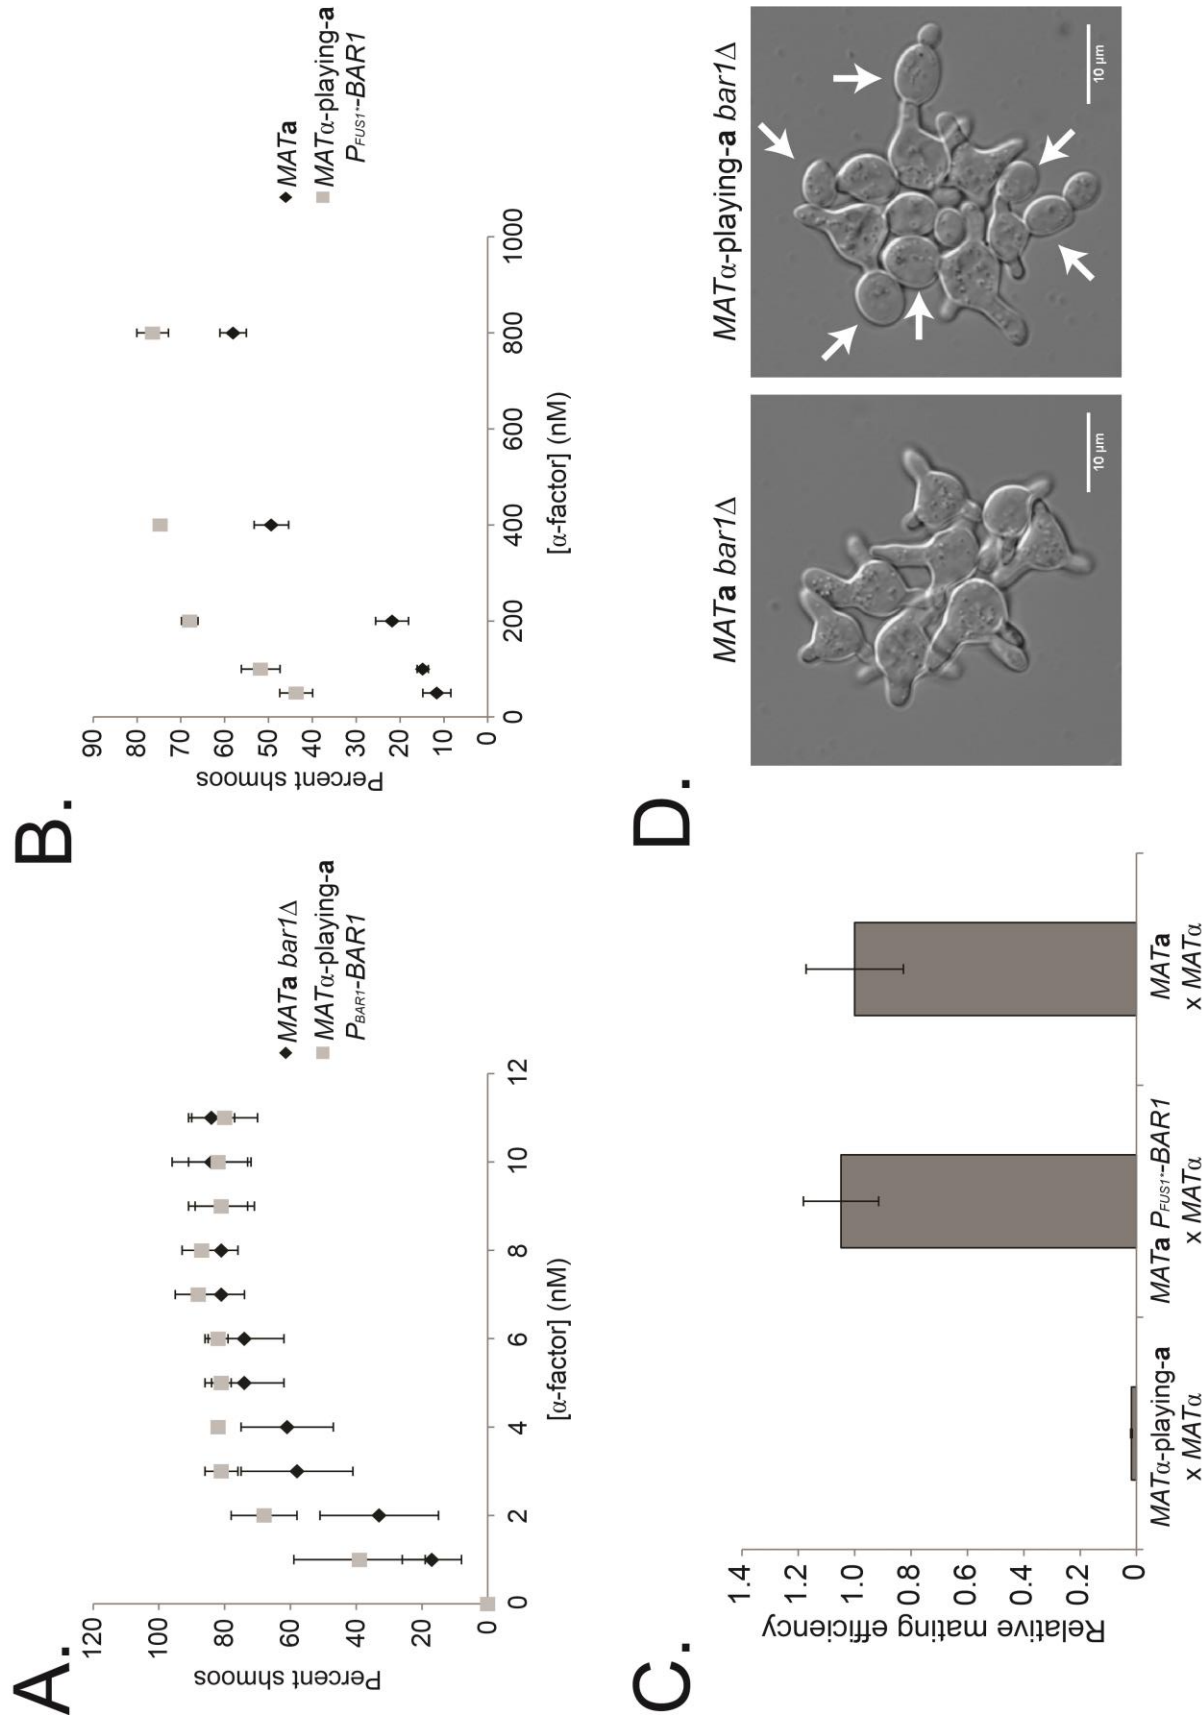 A.
Percent shmoos
120
100
80
60
40
20
0
0 2 4 6 8 10 12
[α-factor] (nM)
MATa bar1Δ
MATα-playing-a
P_BAR1-BAR1
B.
Percent shmoos
90
80
70
60
50
40
30
20
10
0
0 200 400 600 800 1000
[α-factor] (nM)
MATa
MATα-playing-a
P_FUS1*-BAR1
C.
Relative mating efficiency
1.4
1.2
1.0
0.8
0.6
0.4
0.2
0
MATα-playing-a
x MATα
MATa P_FUS1*-BAR1
x MATα
MATa
x MATα
D.
MATa bar1Δ
10 μm
MATα-playing-a bar1Δ
10 μm